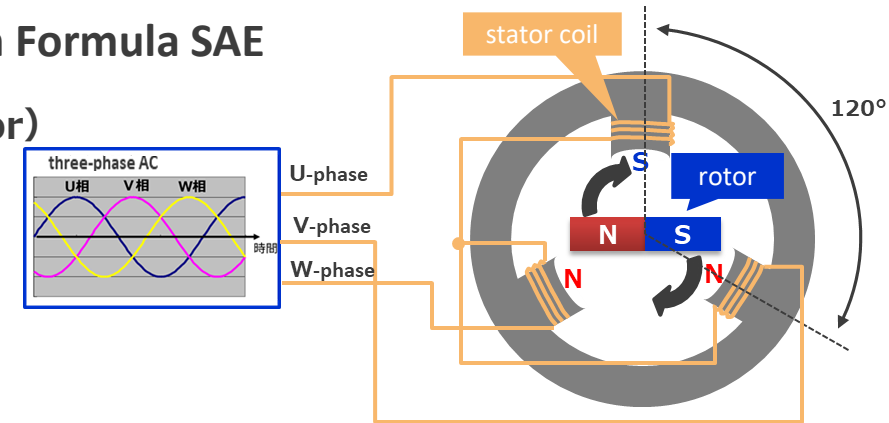 Formula SAE
or)
stator coil
120°
three-phase AC
U相 V相 W相
時間
U-phase
V-phase
W-phase
S
rotor
N S
N
N